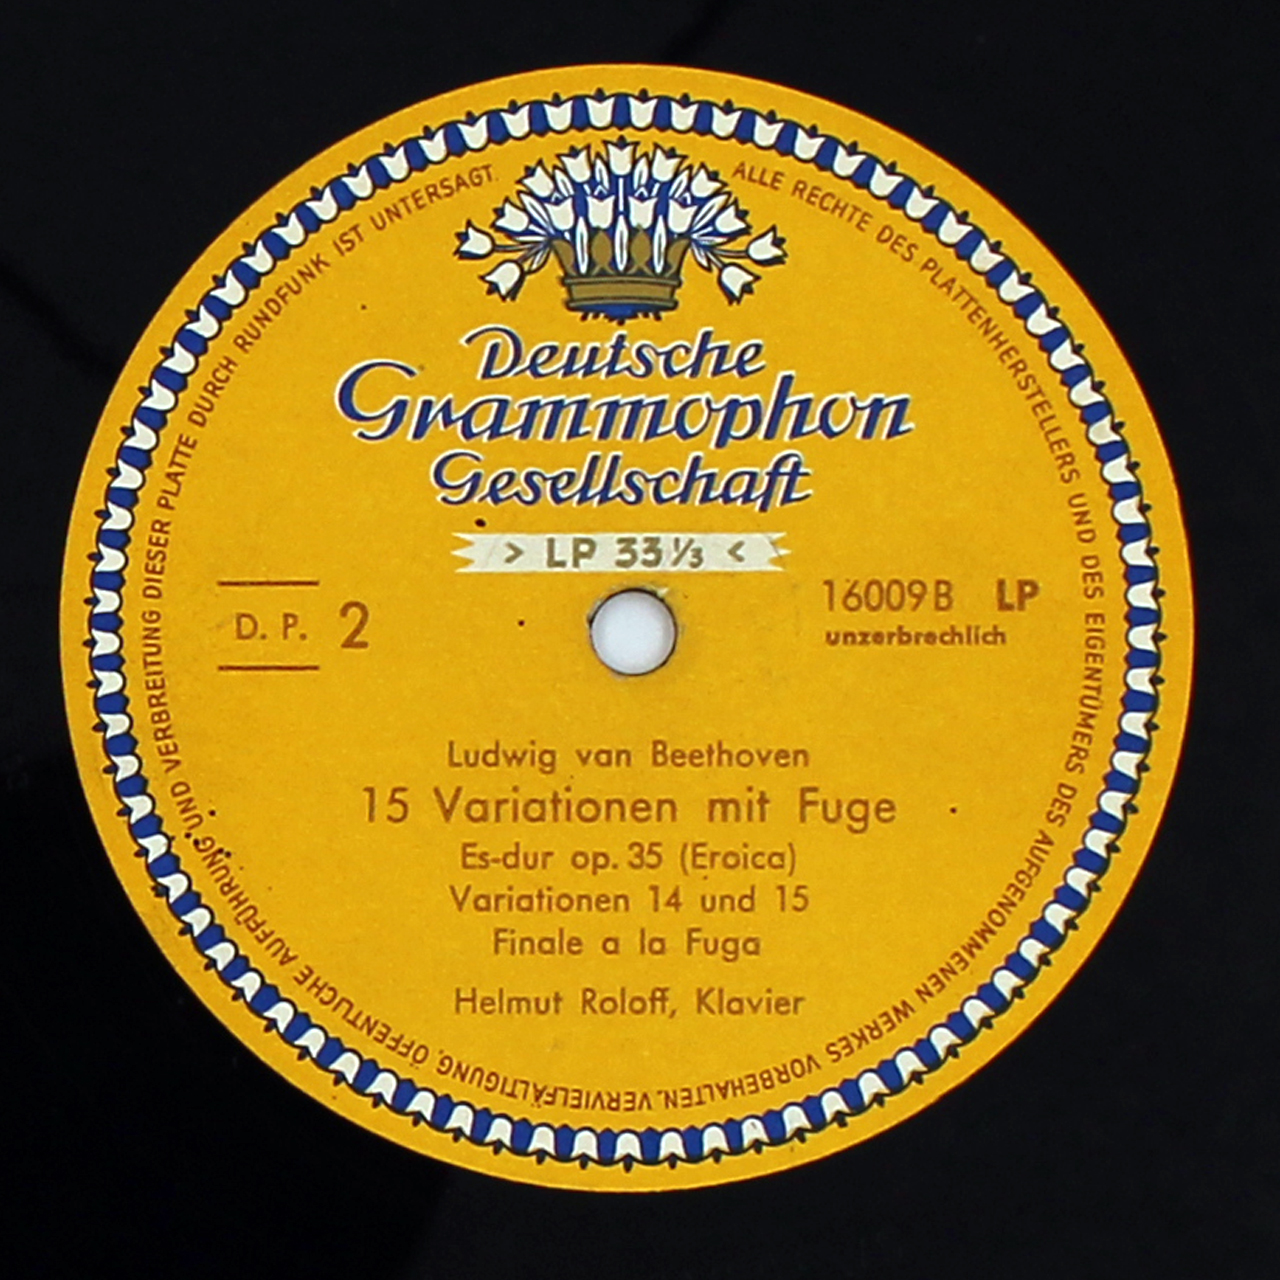 ALLE RECHTE DES PLATTENHERSTELLERS UND DES EIGENTÜMERS DES AUFGENOMMENEN WERKES VORBEHALTEN. VERVIELFÄLTIGUNG, ÖFFENTLICHE AUFFÜHRUNG UND VERBREITUNG DIESER PLATTE DURCH RUNDFUNK IST UNTERSAGT.
Deutsche
Grammophon
Gesellschaft
> LP 33 1/3 <
D. P. 2
16009 B LP
unzerbrechlich
Ludwig van Beethoven
15 Variationen mit Fuge
Es-dur op. 35 (Eroica)
Variationen 14 und 15
Finale a la Fuga
Helmut Roloff, Klavier